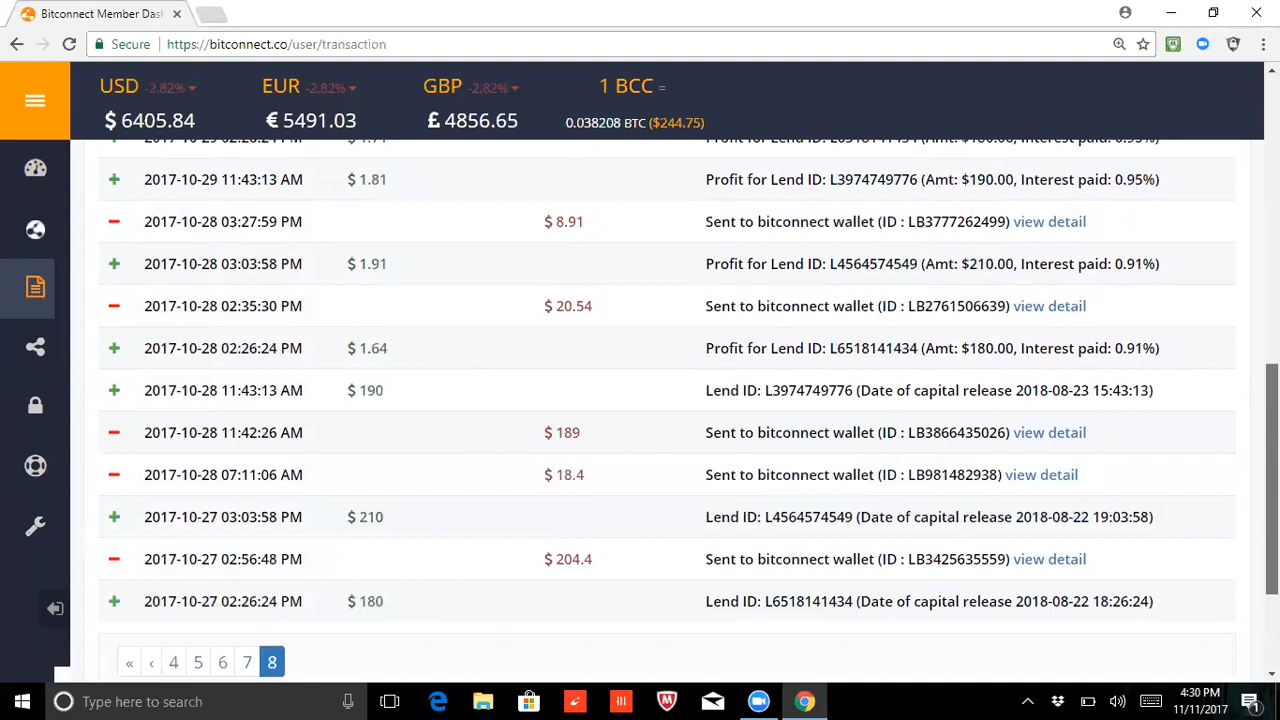 Bitconnect Member Das
Secure https://bitconnect.co/user/transaction
USD -2.82% EUR -2.82% GBP -2.82% 1 BCC =
$ 6405.84 € 5491.03 £ 4856.65 0.038208 BTC ($244.75)
2017-10-29 11:43:13 AM $ 1.81 Profit for Lend ID: L3974749776 (Amt: $190.00, Interest paid: 0.95%)
2017-10-28 03:27:59 PM $ 8.91 Sent to bitconnect wallet (ID : LB3777262499) view detail
2017-10-28 03:03:58 PM $ 1.91 Profit for Lend ID: L4564574549 (Amt: $210.00, Interest paid: 0.91%)
2017-10-28 02:35:30 PM $ 20.54 Sent to bitconnect wallet (ID : LB2761506639) view detail
2017-10-28 02:26:24 PM $ 1.64 Profit for Lend ID: L6518141434 (Amt: $180.00, Interest paid: 0.91%)
2017-10-28 11:43:13 AM $ 190 Lend ID: L3974749776 (Date of capital release 2018-08-23 15:43:13)
2017-10-28 11:42:26 AM $ 189 Sent to bitconnect wallet (ID : LB3866435026) view detail
2017-10-28 07:11:06 AM $ 18.4 Sent to bitconnect wallet (ID : LB981482938) view detail
2017-10-27 03:03:58 PM $ 210 Lend ID: L4564574549 (Date of capital release 2018-08-22 19:03:58)
2017-10-27 02:56:48 PM $ 204.4 Sent to bitconnect wallet (ID : LB3425635559) view detail
2017-10-27 02:26:24 PM $ 180 Lend ID: L6518141434 (Date of capital release 2018-08-22 18:26:24)
« ‹ 4 5 6 7 8
Type here to search
4:30 PM
11/11/2017